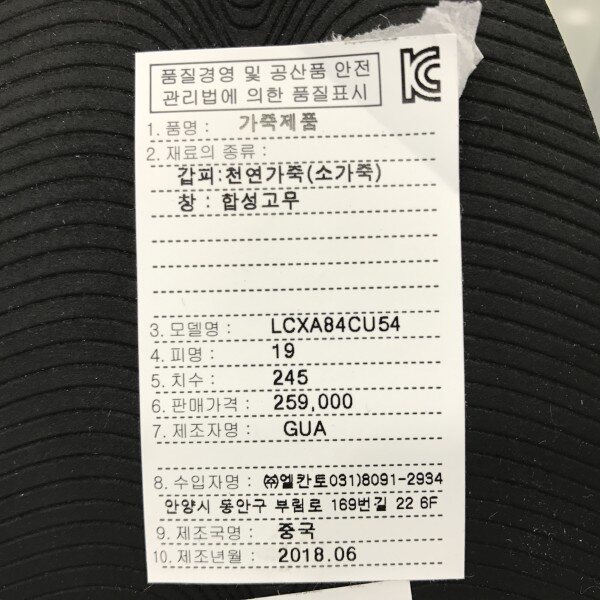 품질경영 및 공산품 안전
관리법에 의한 품질표시
1. 품명 : 가죽제품
2. 재료의 종류 :
갑피:천연가죽(소가죽)
창 : 합성고무
3. 모델명 : LCXA84CU54
4. 피명 : 19
5. 치수 : 245
6. 판매가격 : 259,000
7. 제조자명 : GUA
8. 수입자명 : ㈜엘칸토031)8091-2934
안양시 동안구 부림로 169번길 22 6F
9. 제조국명 : 중국
10. 제조년월 : 2018.06